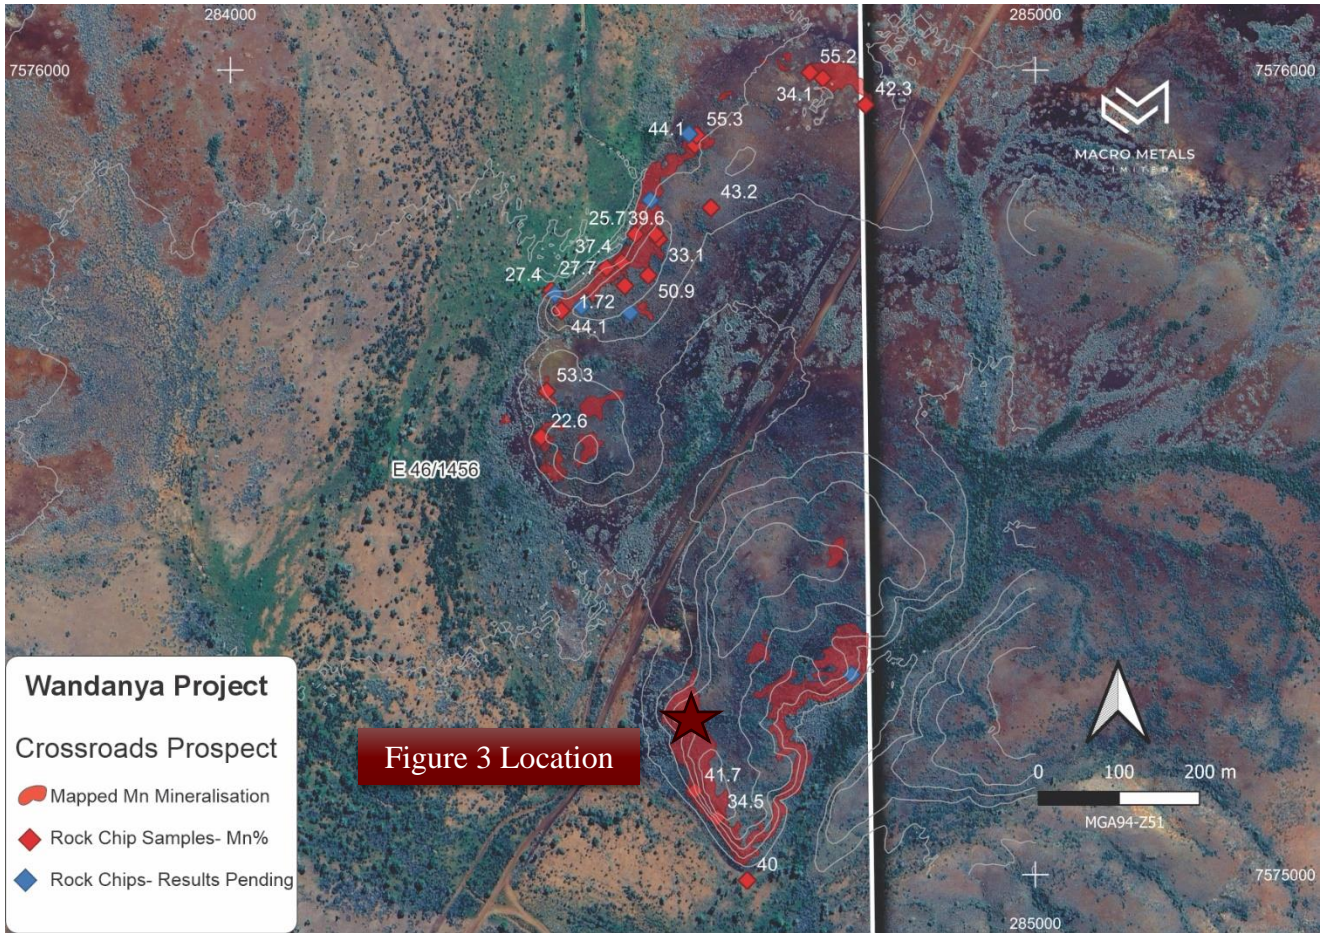 284000
285000
7576000
7576000
55.2
34.1
42.3
MACRO METALS
LIMITED
44.1
55.3
43.2
25.7
39.6
37.4
33.1
27.4
27.7
50.9
1.72
44.1
53.3
22.6
E 46/1456
Wandanya Project
Crossroads Prospect
Mapped Mn Mineralisation
Rock Chip Samples- Mn%
Rock Chips- Results Pending
Figure 3 Location
41.7
34.5
40
0 100 200 m
MGA94-Z51
7575000
285000